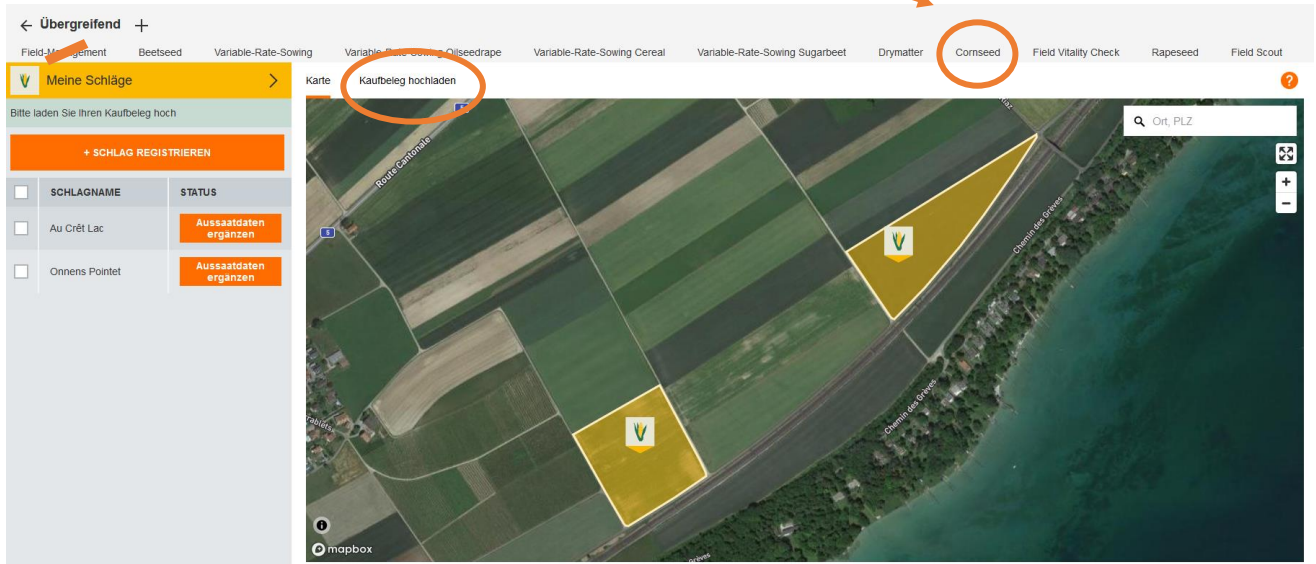 Übergreifend
Field-Management Beetseed Variable-Rate-Sowing Variable-Rate-Sowing Oilseedrape Variable-Rate-Sowing Cereal Variable-Rate-Sowing Sugarbeet Drymatter Cornseed Field Vitality Check Rapeseed Field Scout
Meine Schläge
Karte Kaufbeleg hochladen
?
Bitte laden Sie Ihren Kaufbeleg hoch
Ort, PLZ
+ SCHLAG REGISTRIEREN
SCHLAGNAME STATUS
Au Crêt Lac Aussaatdaten
ergänzen
Onnens Pointet Aussaatdaten
ergänzen
5
Route Cantonale
5
Chemin des Grèves
Chemin des Grèves
Grèves
mapbox